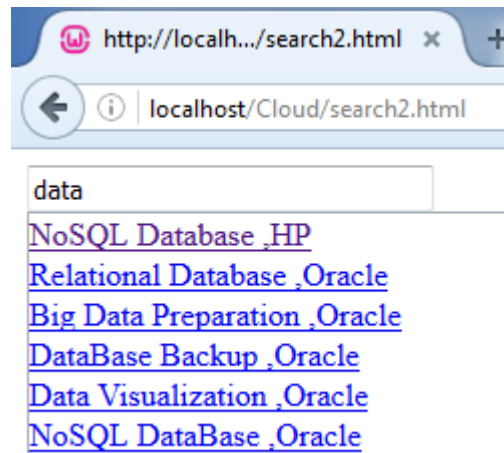 http://localh.../search2.html × +
localhost/Cloud/search2.html
data
NoSQL Database ,HP
Relational Database ,Oracle
Big Data Preparation ,Oracle
DataBase Backup ,Oracle
Data Visualization ,Oracle
NoSQL DataBase ,Oracle